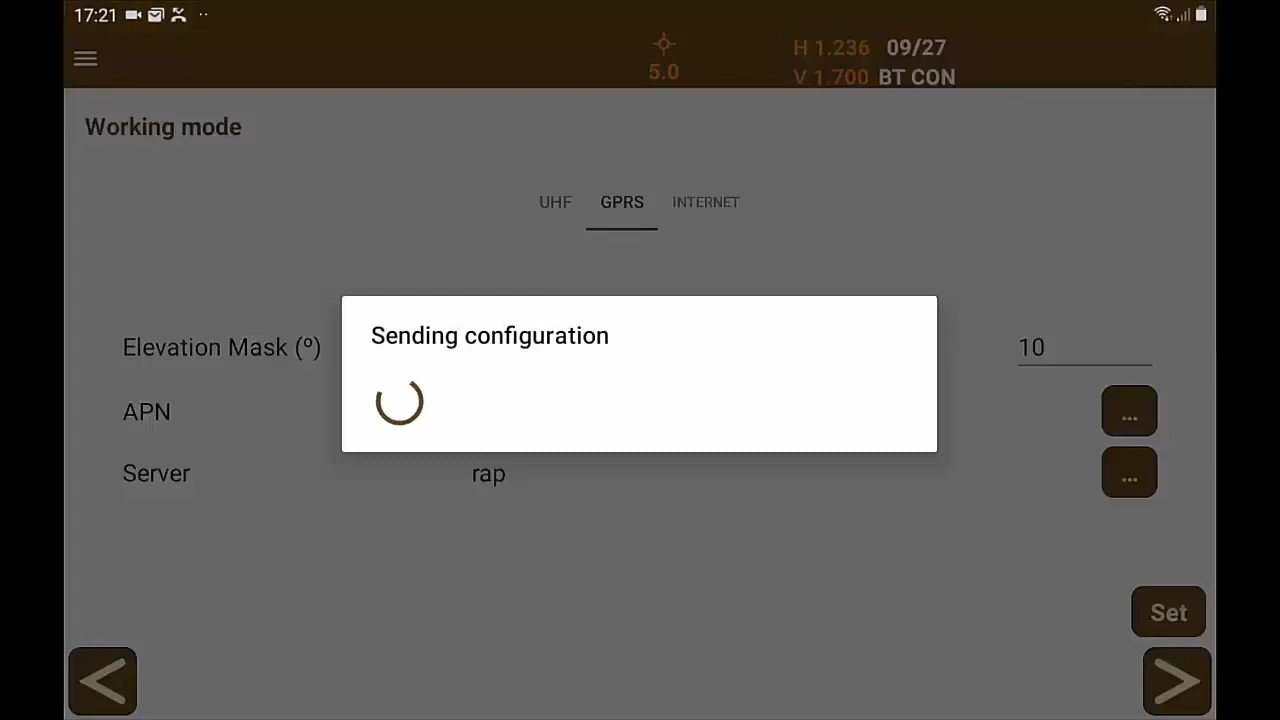 17:21
H 1.236 09/27
5.0
V 1.700 BT CON
Working mode
UHF GPRS INTERNET
Sending configuration
Elevation Mask (º) 10
APN ...
Server rap ...
Set